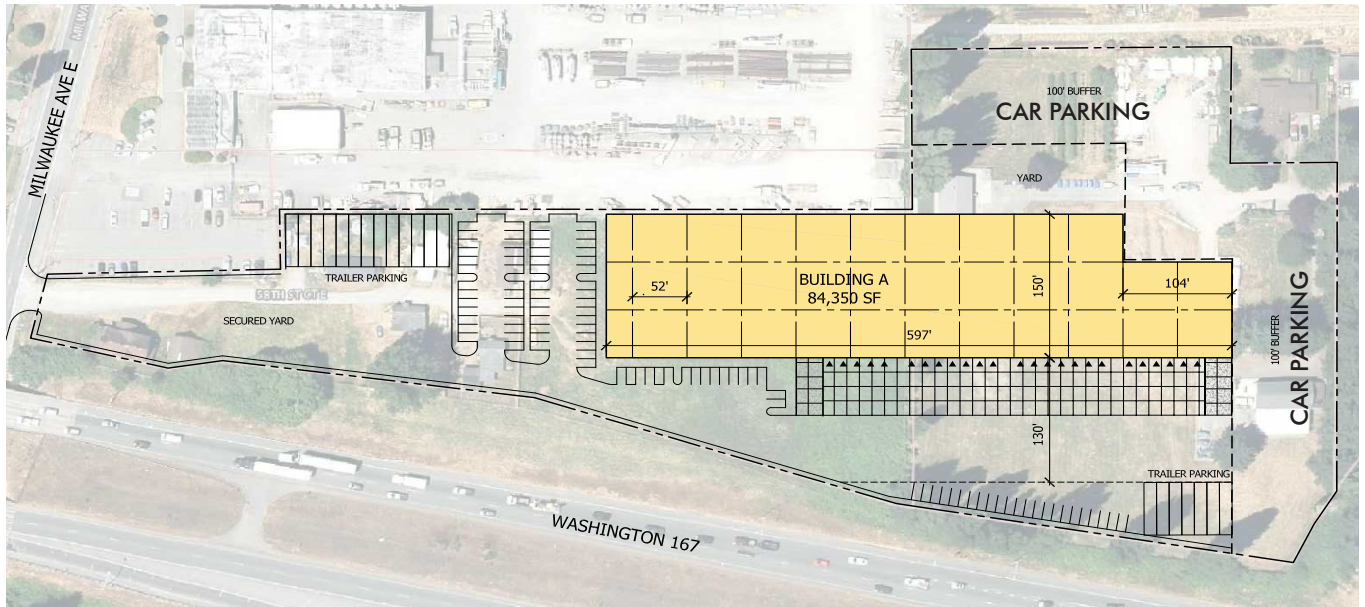 MILWAUKEE AVE E
100' BUFFER
CAR PARKING
YARD
TRAILER PARKING
SECURED YARD
52'
BUILDING A
84,350 SF
150'
104'
597'
100' BUFFER
CAR PARKING
130'
TRAILER PARKING
WASHINGTON 167